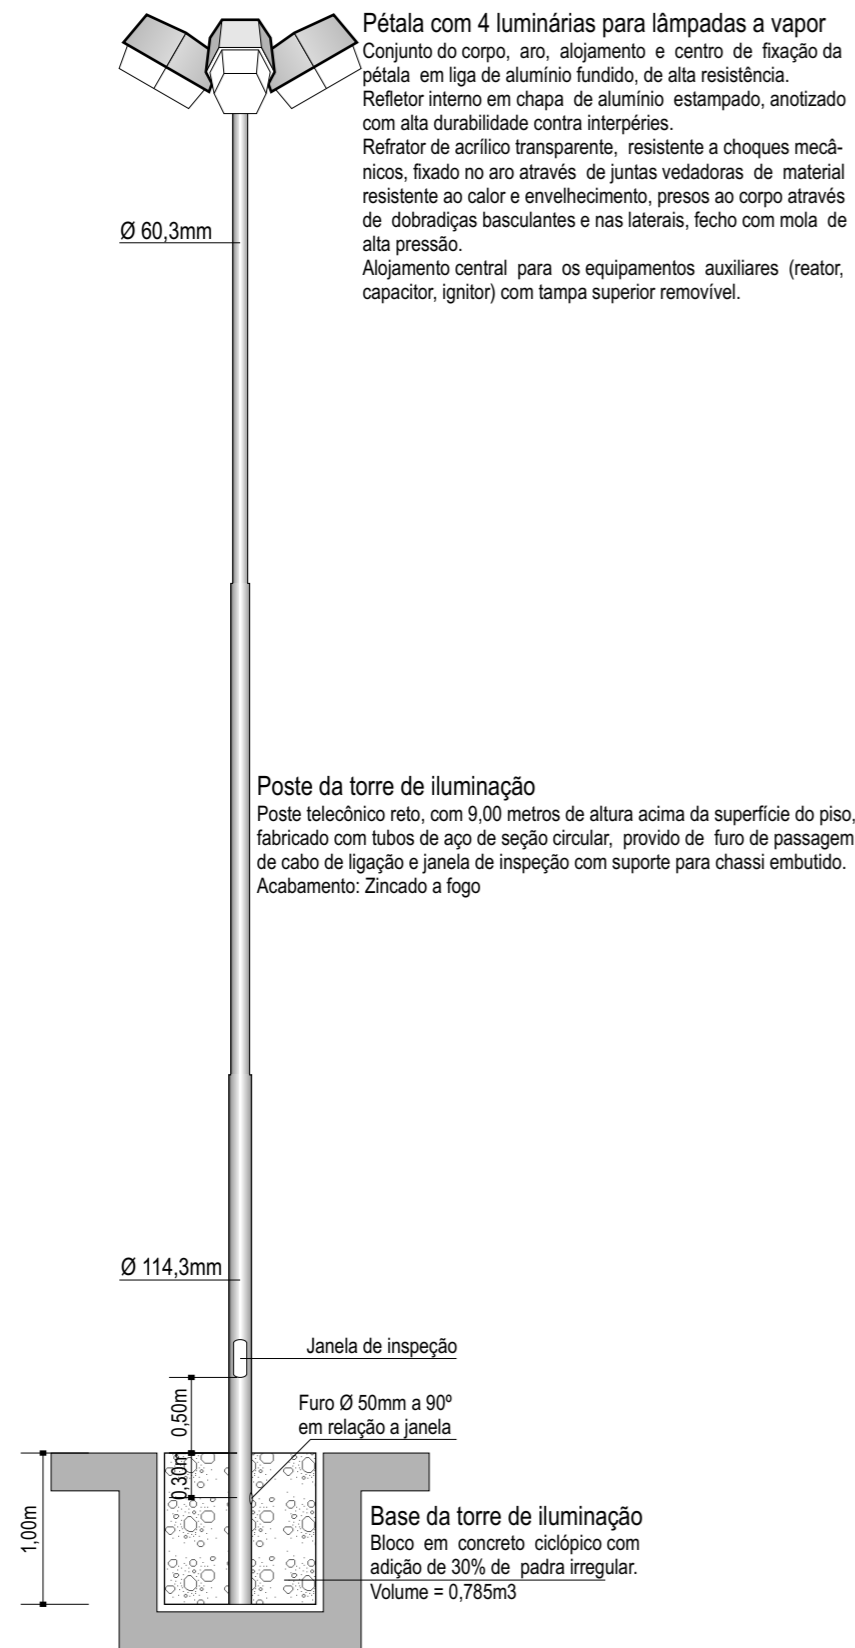 Pétala com 4 luminárias para lâmpadas a vapor
Conjunto do corpo, aro, alojamento e centro de fixação da
pétala em liga de alumínio fundido, de alta resistência.
Refletor interno em chapa de alumínio estampado, anotizado
com alta durabilidade contra interpéries.
Refrator de acrílico transparente, resistente a choques mecâ-
nicos, fixado no aro através de juntas vedadoras de material
resistente ao calor e envelhecimento, presos ao corpo através
de dobradiças basculantes e nas laterais, fecho com mola de
alta pressão.
Alojamento central para os equipamentos auxiliares (reator,
capacitor, ignitor) com tampa superior removível.
Ø 60,3mm
Poste da torre de iluminação
Poste telecônico reto, com 9,00 metros de altura acima da superfície do piso,
fabricado com tubos de aço de seção circular, provido de furo de passagem
de cabo de ligação e janela de inspeção com suporte para chassi embutido.
Acabamento: Zincado a fogo
Ø 114,3mm
Janela de inspeção
0,50m
Furo Ø 50mm a 90º
em relação a janela
0,30m
1,00m
Base da torre de iluminação
Bloco em concreto ciclópico com
adição de 30% de padra irregular.
Volume = 0,785m3